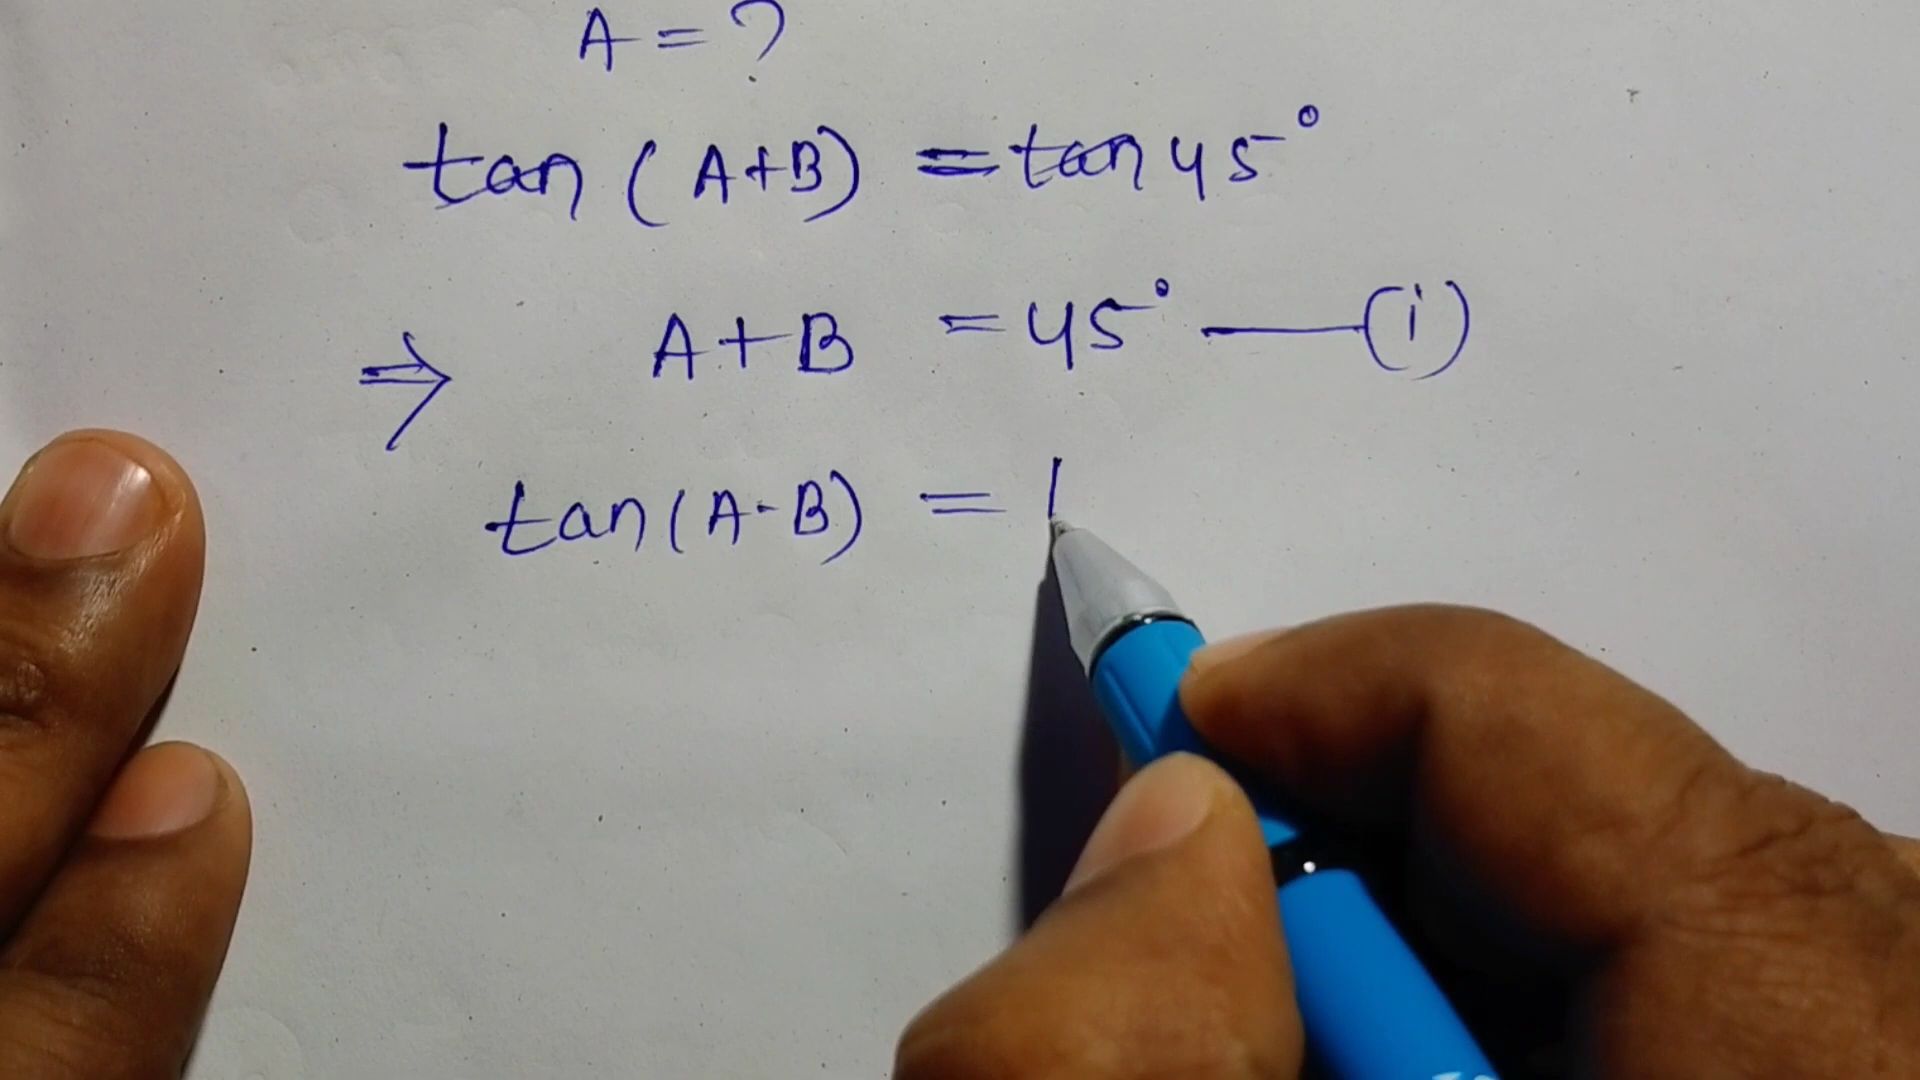 A = ?
tan (A+B) = tan 45°
⇒ A+B = 45° — (i)
tan (A-B) = 1